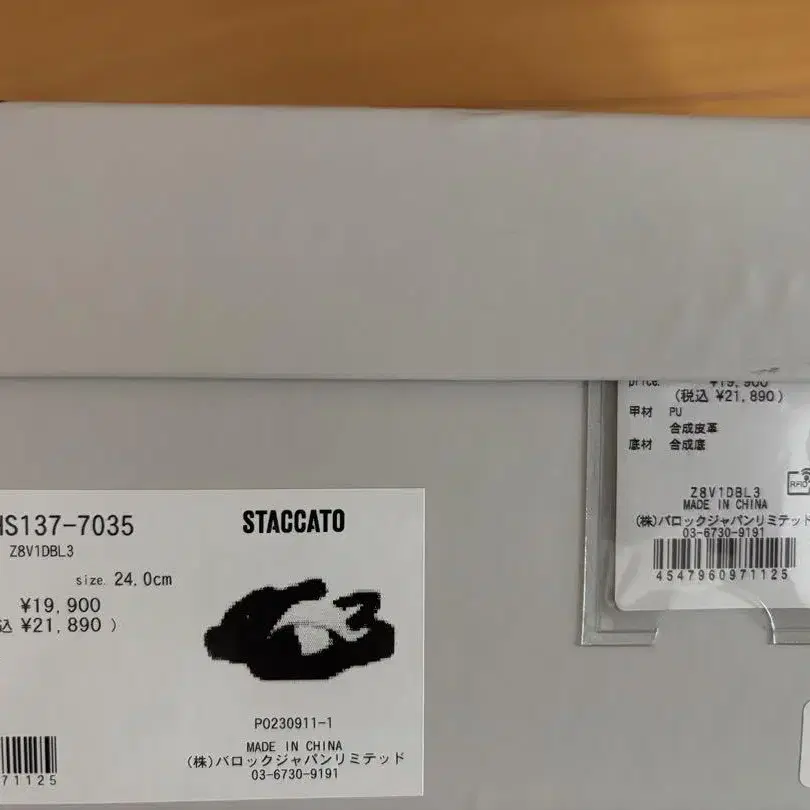 price. ¥19,900
(税込 ¥21,890)
甲材 PU
合成皮革
底材 合成底
RFID
Z8V1DBL3
MADE IN CHINA
(株)バロックジャパンリミテッド
03-6730-9191
4547960971125
HS137-7035
Z8V1DBL3
size. 24.0cm
¥19,900
込 ¥21,890 )
71125
STACCATO
PO230911-1
MADE IN CHINA
(株)バロックジャパンリミテッド
03-6730-9191